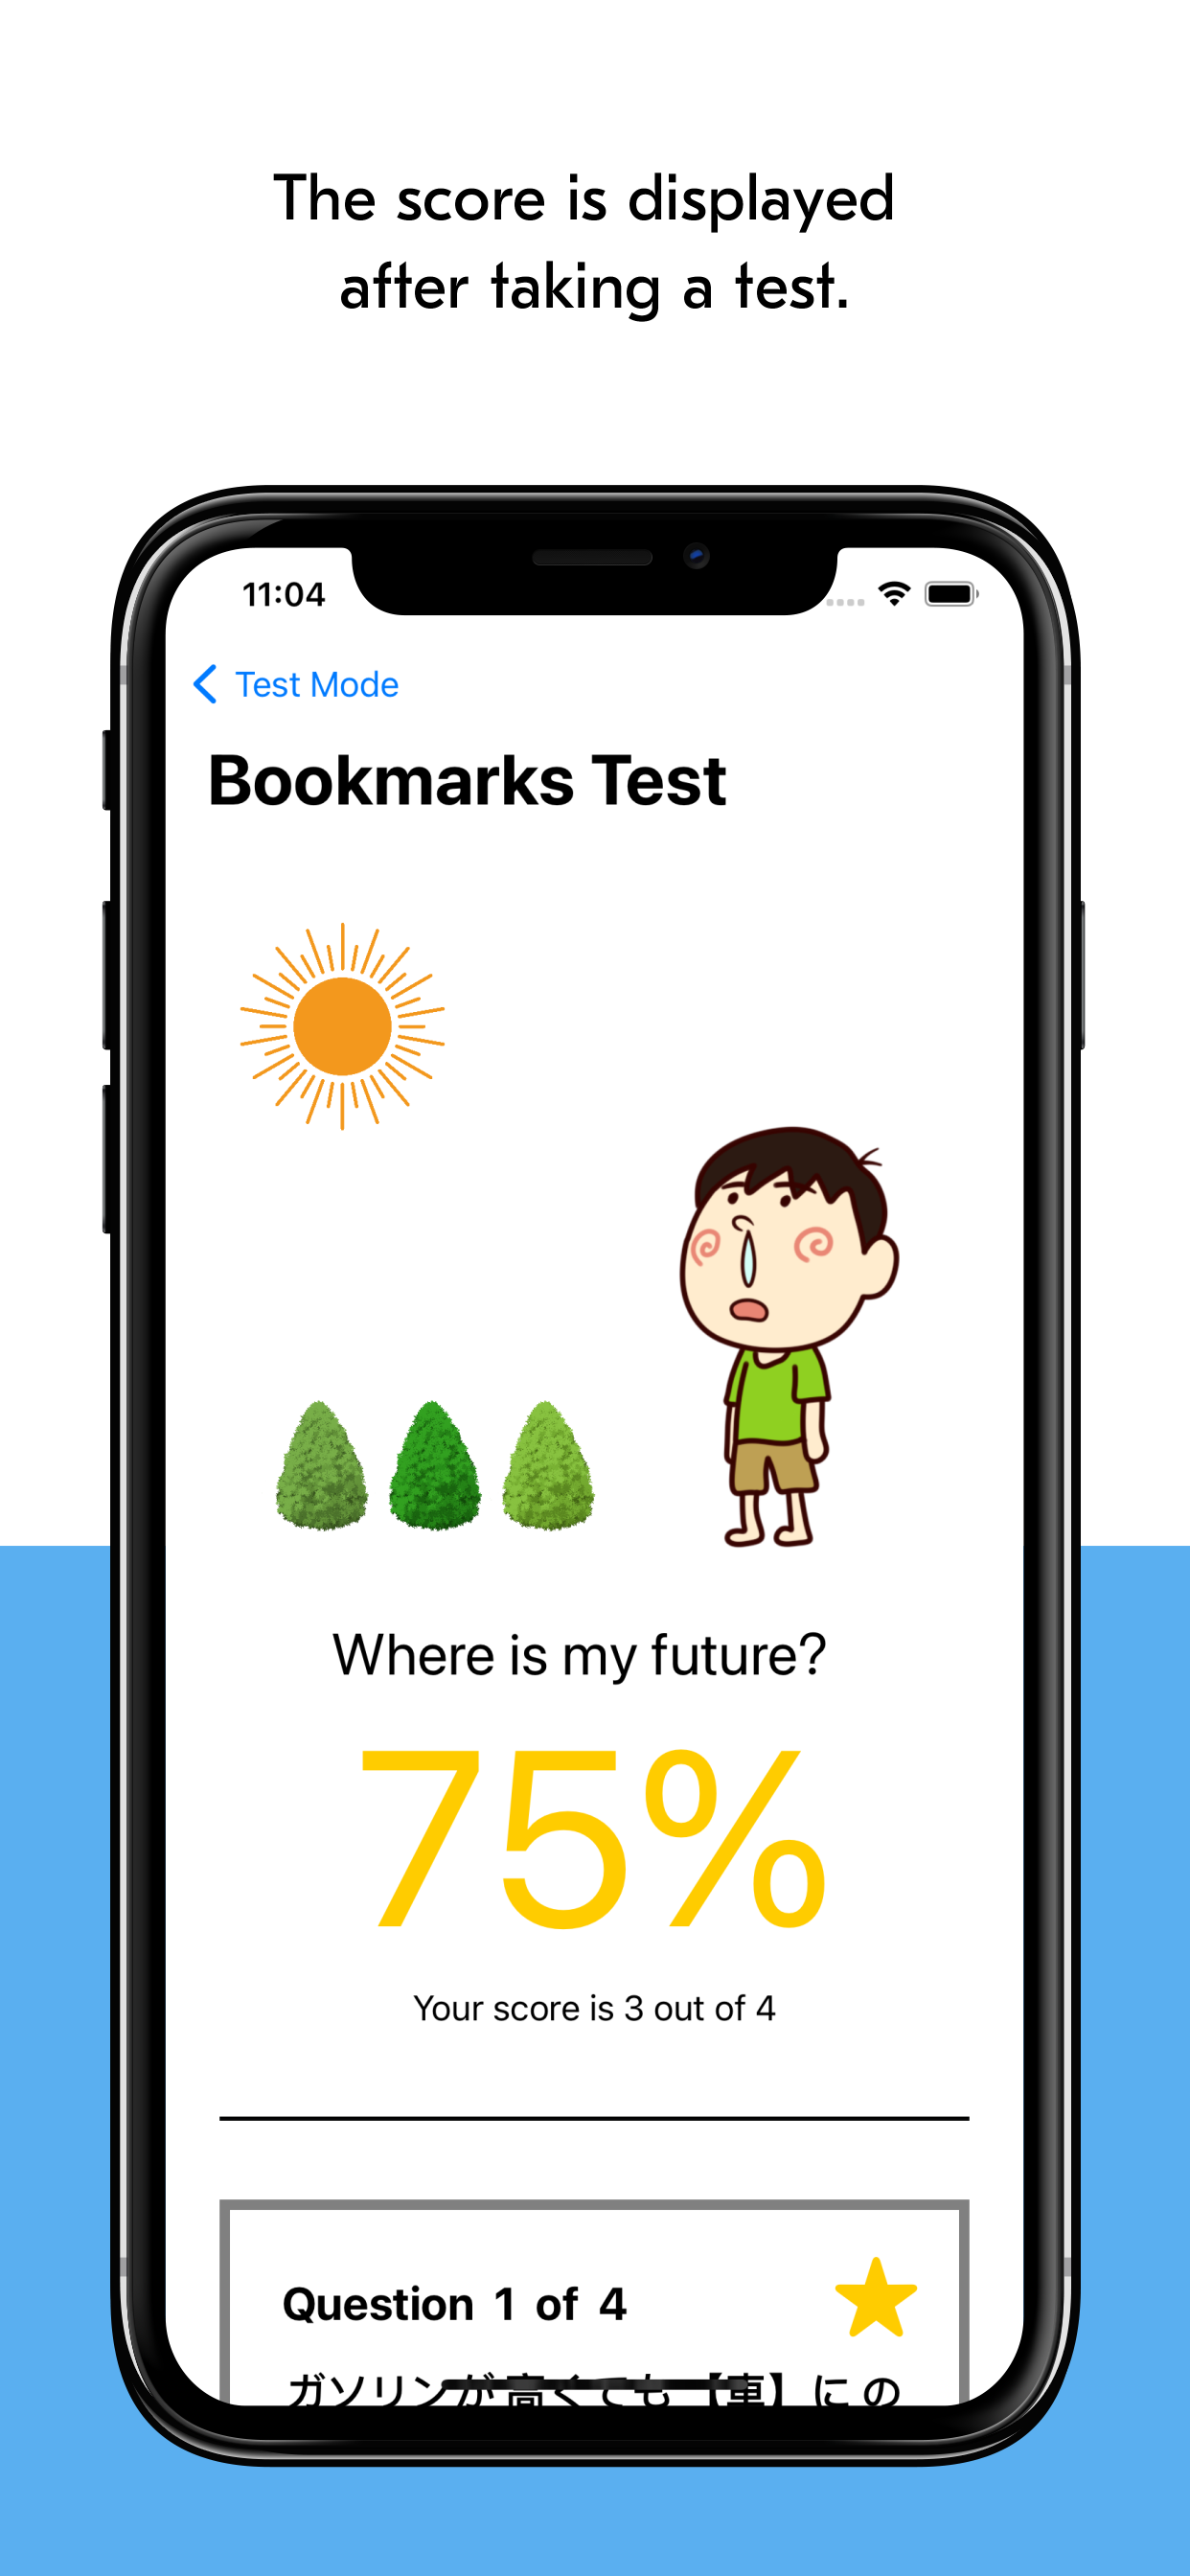 The score is displayed
after taking a test.
11:04
Test Mode
Bookmarks Test
Where is my future?
75%
Your score is 3 out of 4
Question 1 of 4
ガソリンが 高くても 【車】に の